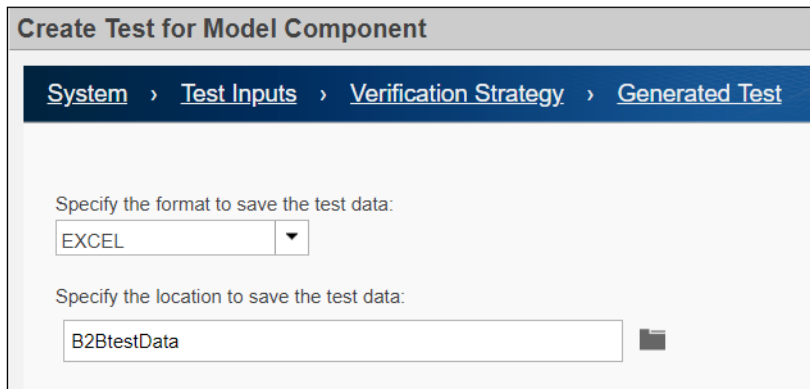 Create Test for Model Component
System › Test Inputs › Verification Strategy › Generated Test
Specify the format to save the test data:
EXCEL
Specify the location to save the test data:
B2BtestData